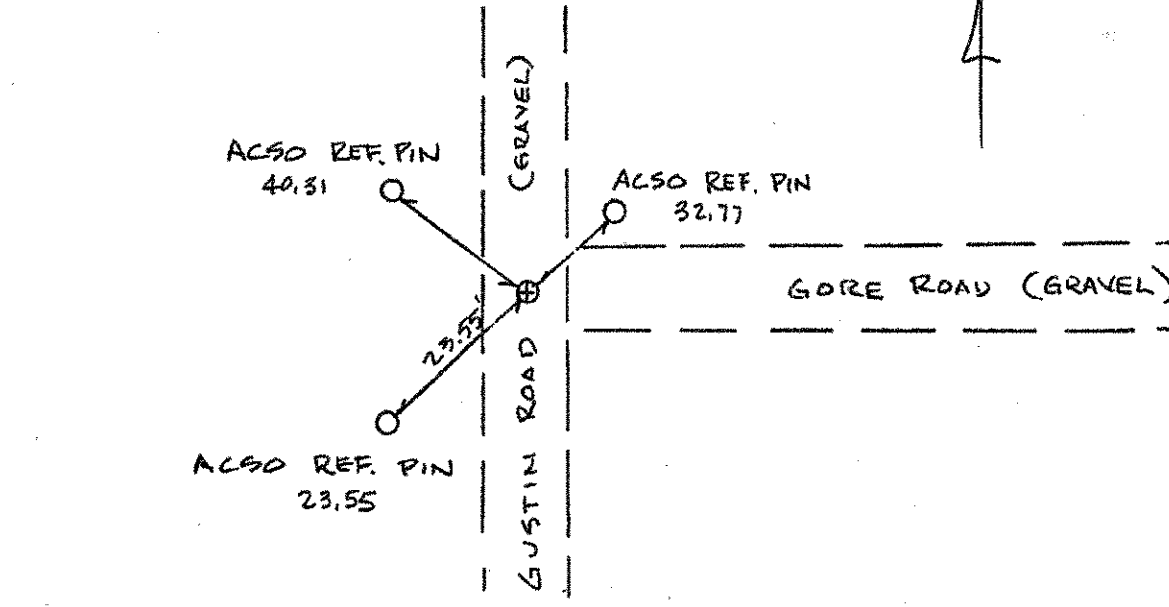 (GRAVEL)
ACSO REF. PIN
40.31
ACSO REF. PIN
32.77
GORE ROAD (GRAVEL)
23.55'
GUSTIN ROAD
ACSO REF. PIN
23.55